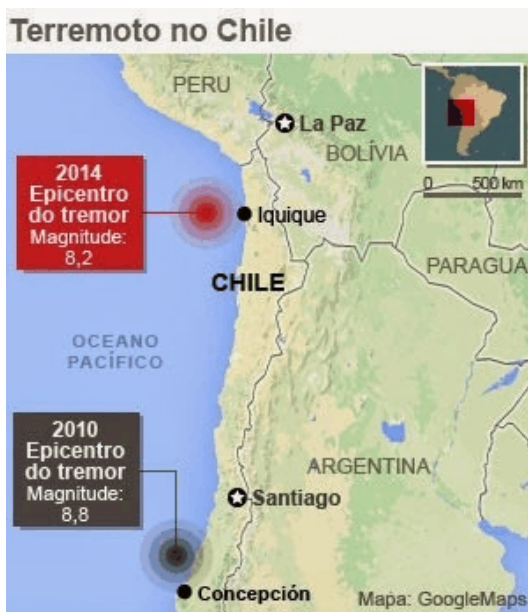 Terremoto no Chile
PERU
La Paz
BOLÍVIA
0 500 km
2014
Epicentro
do tremor
Magnitude:
8,2
Iquique
CHILE
PARAGUA
OCEANO
PACÍFICO
2010
Epicentro
do tremor
Magnitude:
8,8
ARGENTINA
Santiago
Concepción
Mapa: GoogleMaps